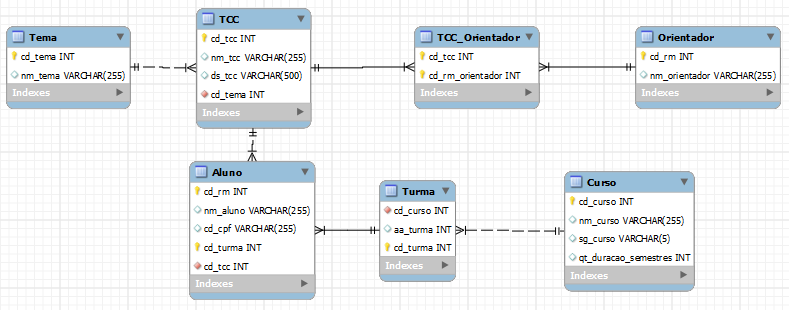 Tema
cd_tema INT
nm_tema VARCHAR(255)
Indexes
TCC
cd_tcc INT
nm_tcc VARCHAR(255)
ds_tcc VARCHAR(500)
cd_tema INT
Indexes
TCC_Orientador
cd_tcc INT
cd_rm_orientador INT
Indexes
Orientador
cd_rm INT
nm_orientador VARCHAR(255)
Indexes
Aluno
cd_rm INT
nm_aluno VARCHAR(255)
cd_cpf VARCHAR(255)
cd_turma INT
cd_tcc INT
Indexes
Turma
cd_curso INT
aa_turma INT
cd_turma INT
Indexes
Curso
cd_curso INT
nm_curso VARCHAR(255)
sg_curso VARCHAR(5)
qt_duracao_semestres INT
Indexes